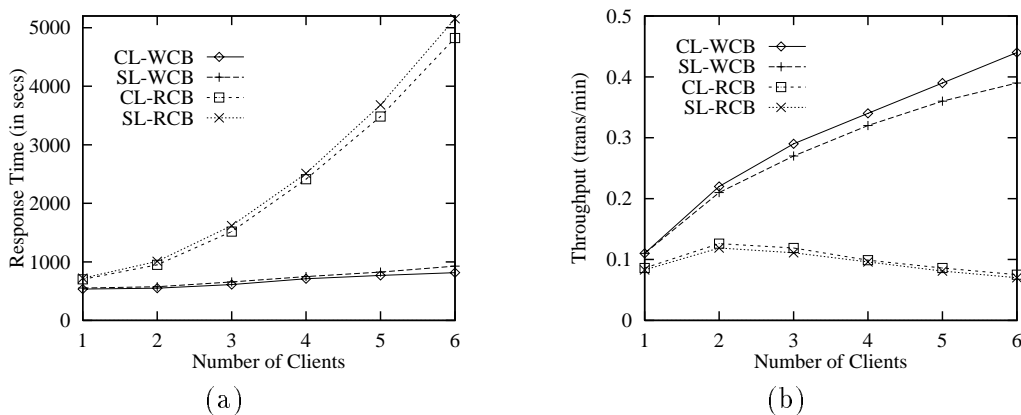 5000
4000
3000
2000
1000
0
Response Time (in secs)
CL-WCB
SL-WCB
CL-RCB
SL-RCB
1 2 3 4 5 6
Number of Clients
(a)
0.5
0.4
0.3
0.2
0.1
0
Throughput (trans/min)
CL-WCB
SL-WCB
CL-RCB
SL-RCB
1 2 3 4 5 6
Number of Clients
(b)